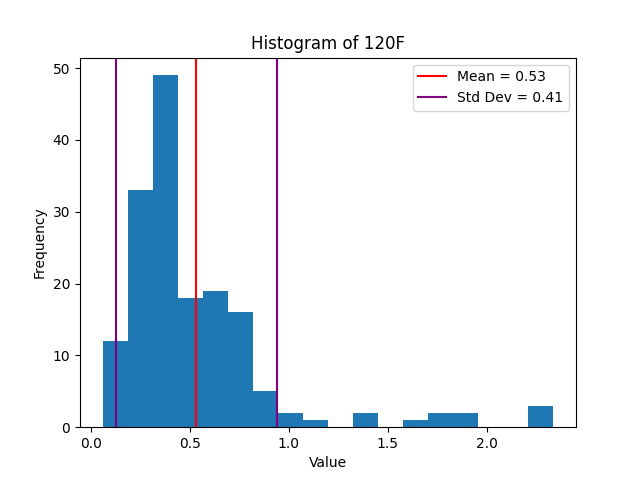 Histogram of 120F
Mean = 0.53
Std Dev = 0.41
50
40
30
20
10
0
Frequency
0.0 0.5 1.0 1.5 2.0
Value